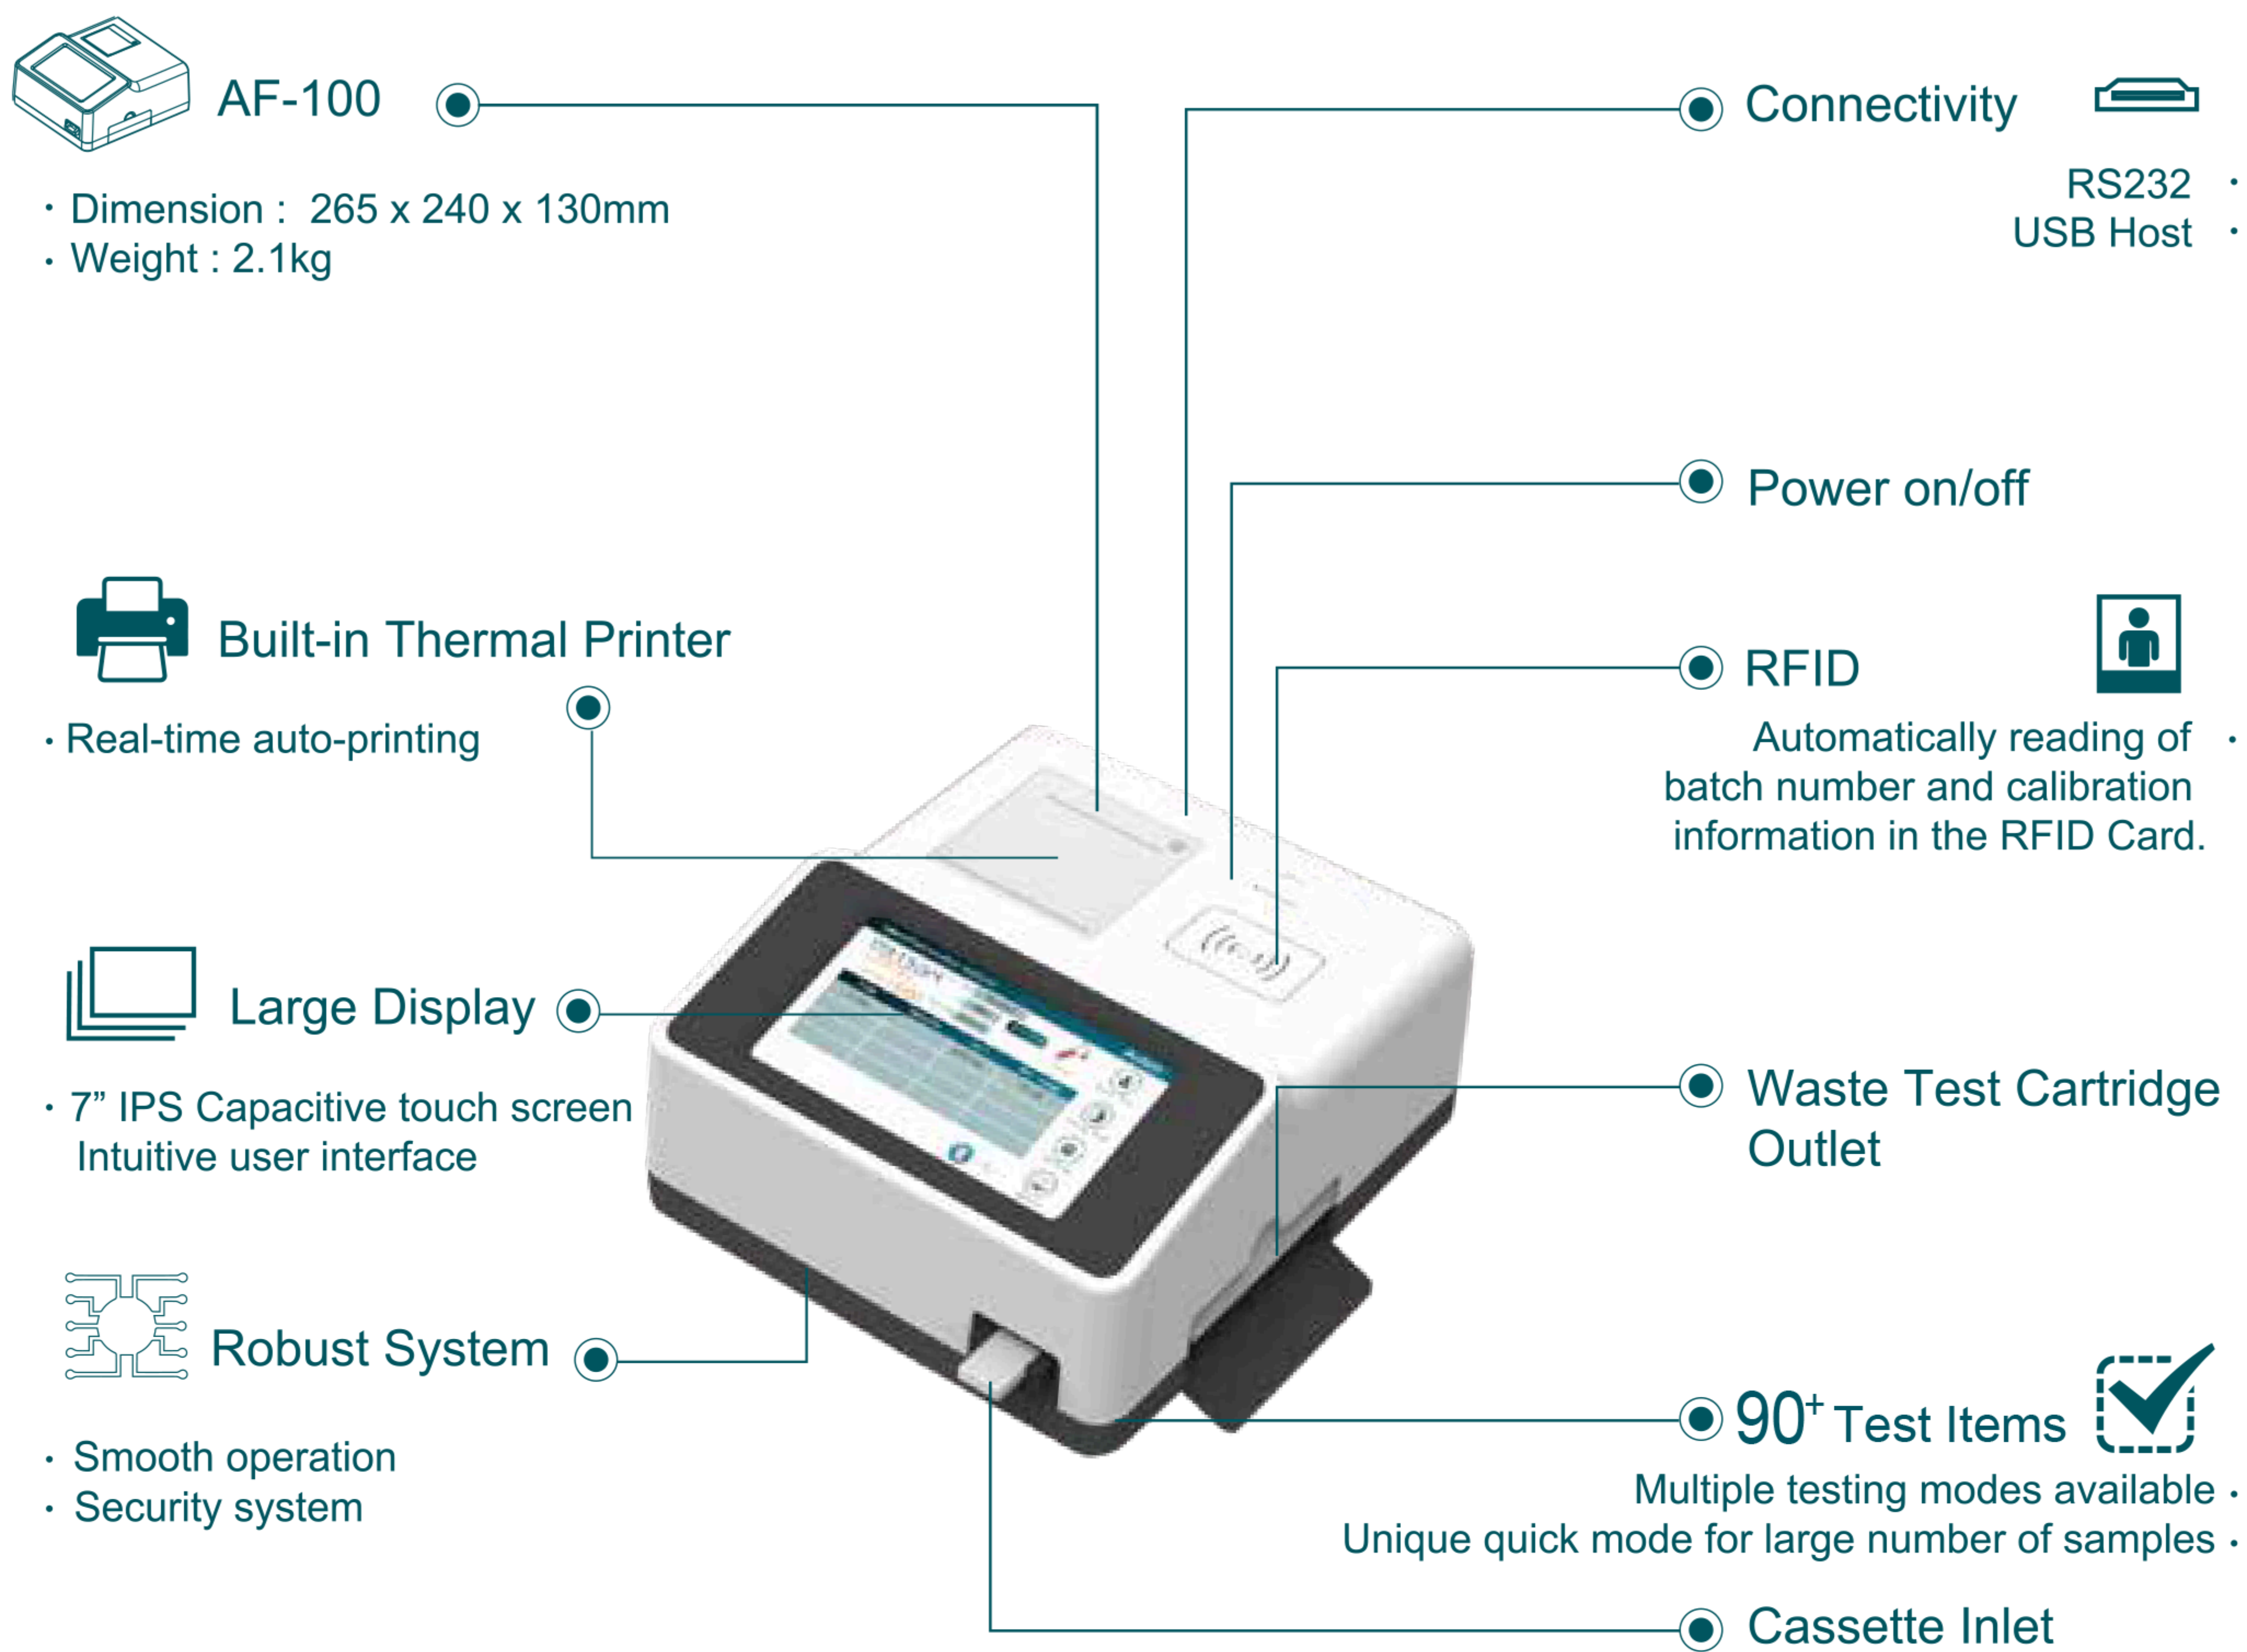 AF-100
· Dimension : 265 x 240 x 130mm
· Weight : 2.1kg
Connectivity
RS232 ·
USB Host ·
Power on/off
Built-in Thermal Printer
· Real-time auto-printing
RFID
Automatically reading of ·
batch number and calibration
information in the RFID Card.
Large Display
· 7” IPS Capacitive touch screen
Intuitive user interface
Waste Test Cartridge
Outlet
Robust System
· Smooth operation
· Security system
90⁺ Test Items
Multiple testing modes available ·
Unique quick mode for large number of samples ·
Cassette Inlet